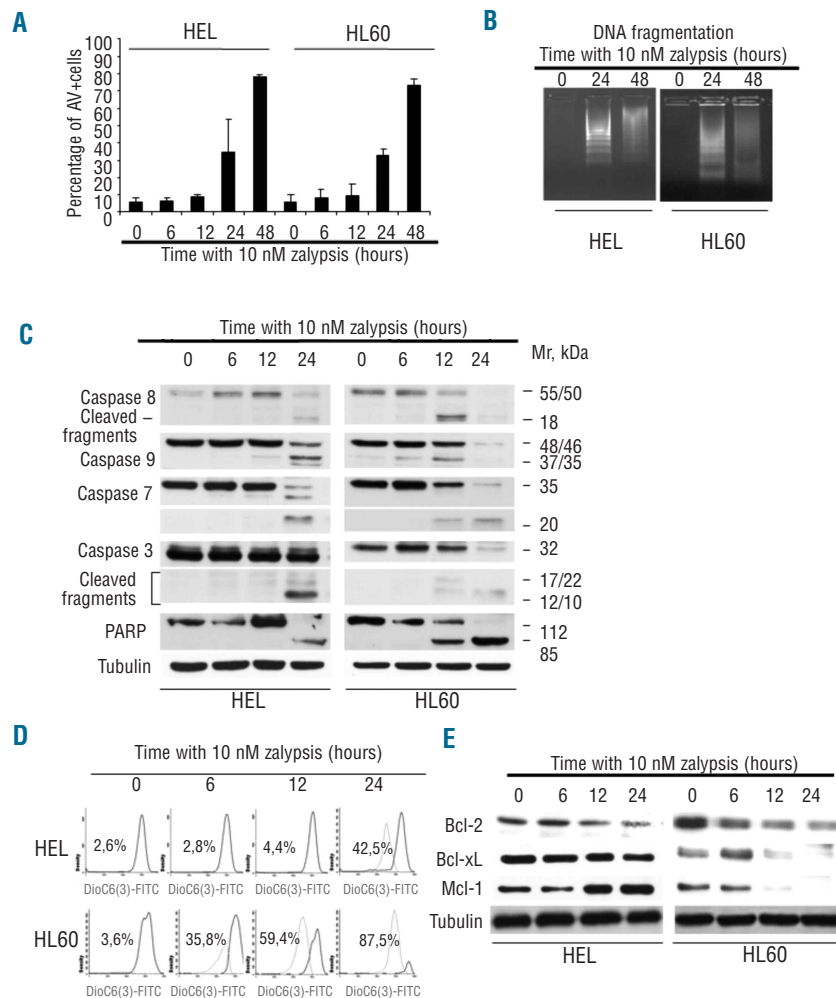 A
HEL HL60
100
90
80
70
60
50
40
30
20
10
0
Percentage of AV+cells
0 6 12 24 48 0 6 12 24 48
Time with 10 nM zalypsis (hours)
B
DNA fragmentation
Time with 10 nM zalypsis (hours)
0 24 48 0 24 48
HEL HL60
C
Time with 10 nM zalypsis (hours)
0 6 12 24 0 6 12 24 Mr, kDa
Caspase 8 – 55/50
Cleaved – – 18
fragments – 48/46
Caspase 9 – 37/35
Caspase 7 – 35
– 20
Caspase 3 – 32
Cleaved – 17/22
fragments – 12/10
PARP – 112
– 85
Tubulin
HEL HL60
D
Time with 10 nM zalypsis (hours)
0 6 12 24
HEL 2,6% 2,8% 4,4% 42,5%
DioC6(3)-FITC DioC6(3)-FITC DioC6(3)-FITC DioC6(3)-FITC
HL60 3,6% 35,8% 59,4% 87,5%
DioC6(3)-FITC DioC6(3)-FITC DioC6(3)-FITC DioC6(3)-FITC
E
Time with 10 nM zalypsis (hours)
0 6 12 24 0 6 12 24
Bcl-2
Bcl-xL
Mcl-1
Tubulin
HEL HL60